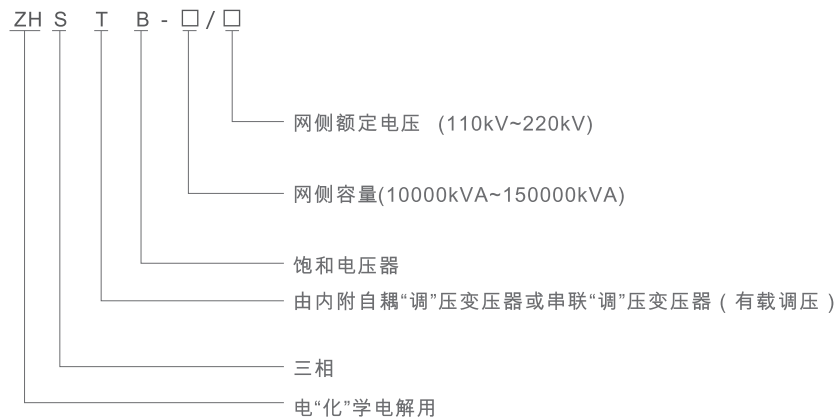 ZH S T B - □ / □
网侧额定电压 (110kV~220kV)
网侧容量(10000kVA~150000kVA)
饱和电压器
由内附自耦“调”压变压器或串联“调”压变压器 ( 有载调压 )
三相
电“化”学电解用